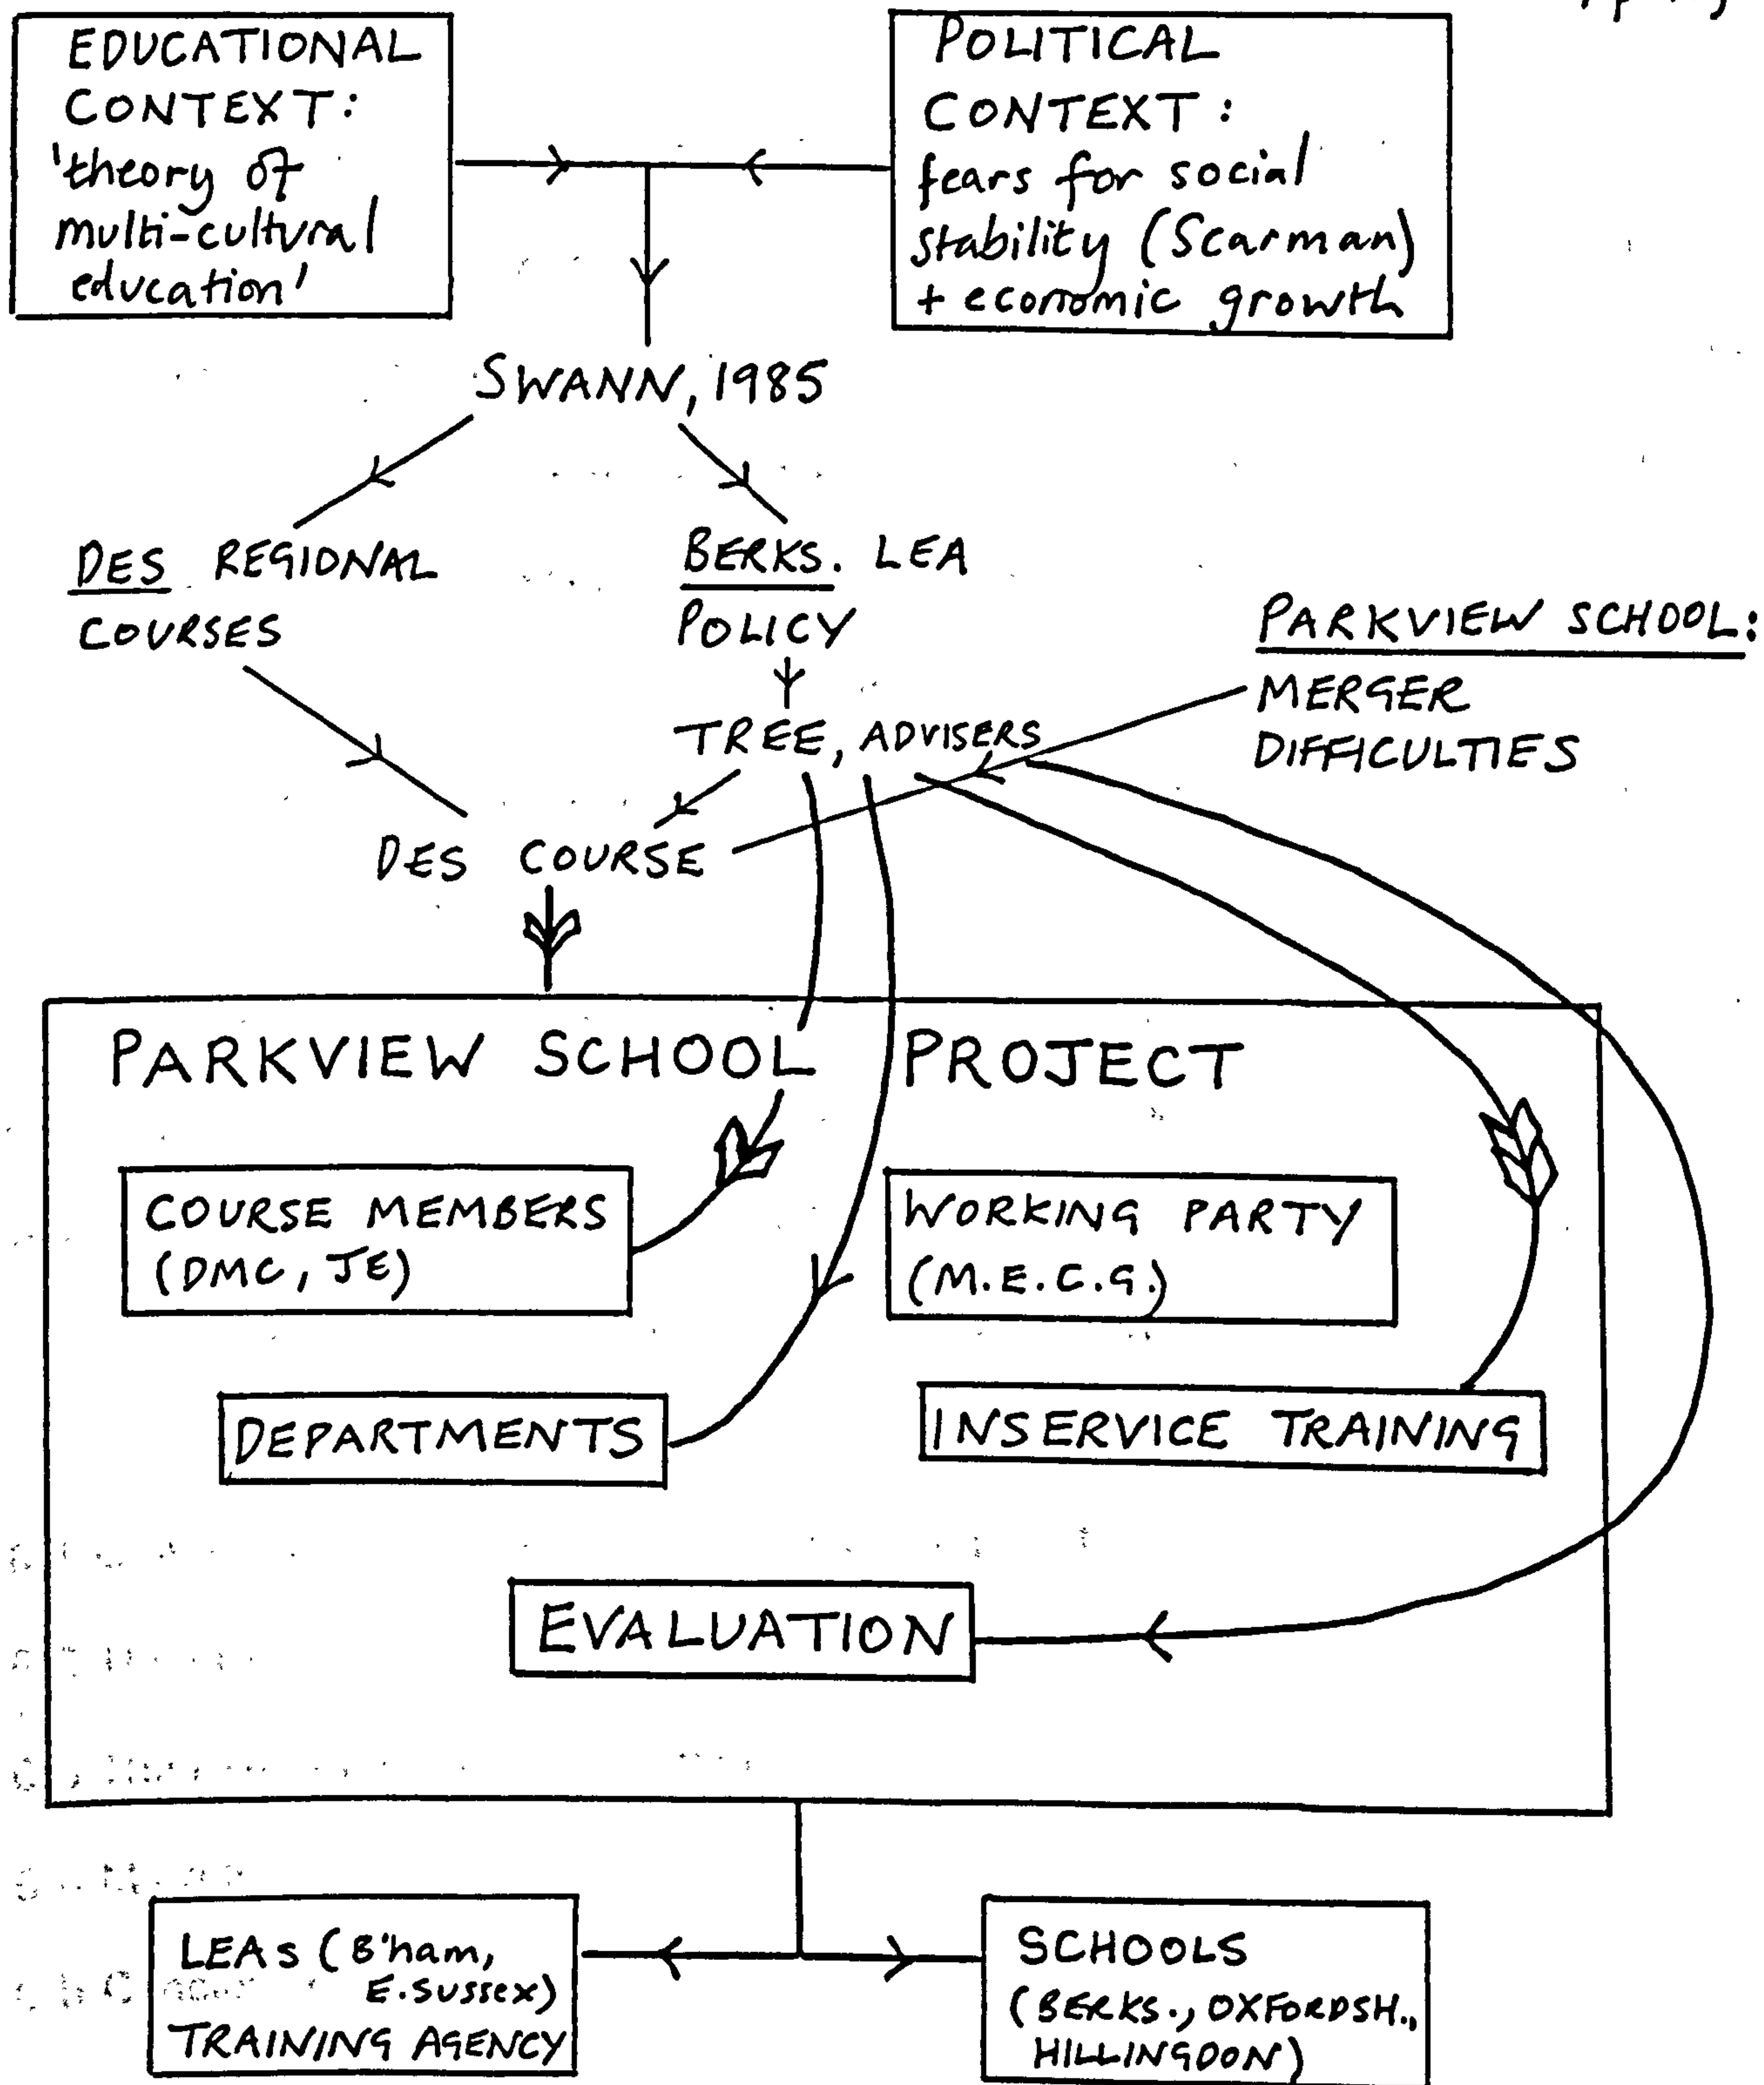 EDUCATIONAL
CONTEXT:
'theory of
multi-cultural
education'
POLITICAL
CONTEXT:
fears for social
stability (Scarman)
+ economic growth
SWANN, 1985
DES REGIONAL
COURSES
BERKS. LEA
POLICY
PARKVIEW SCHOOL:
MERGER
DIFFICULTIES
TREE, ADVISERS
DES COURSE
PARKVIEW SCHOOL PROJECT
COURSE MEMBERS
(DMC, JE)
WORKING PARTY
(M.E.C.G.)
DEPARTMENTS
INSERVICE TRAINING
EVALUATION
LEAs (B'ham,
E.Sussex)
TRAINING AGENCY
SCHOOLS
(BERKS., OXFORDSH.,
HILLINGDON)